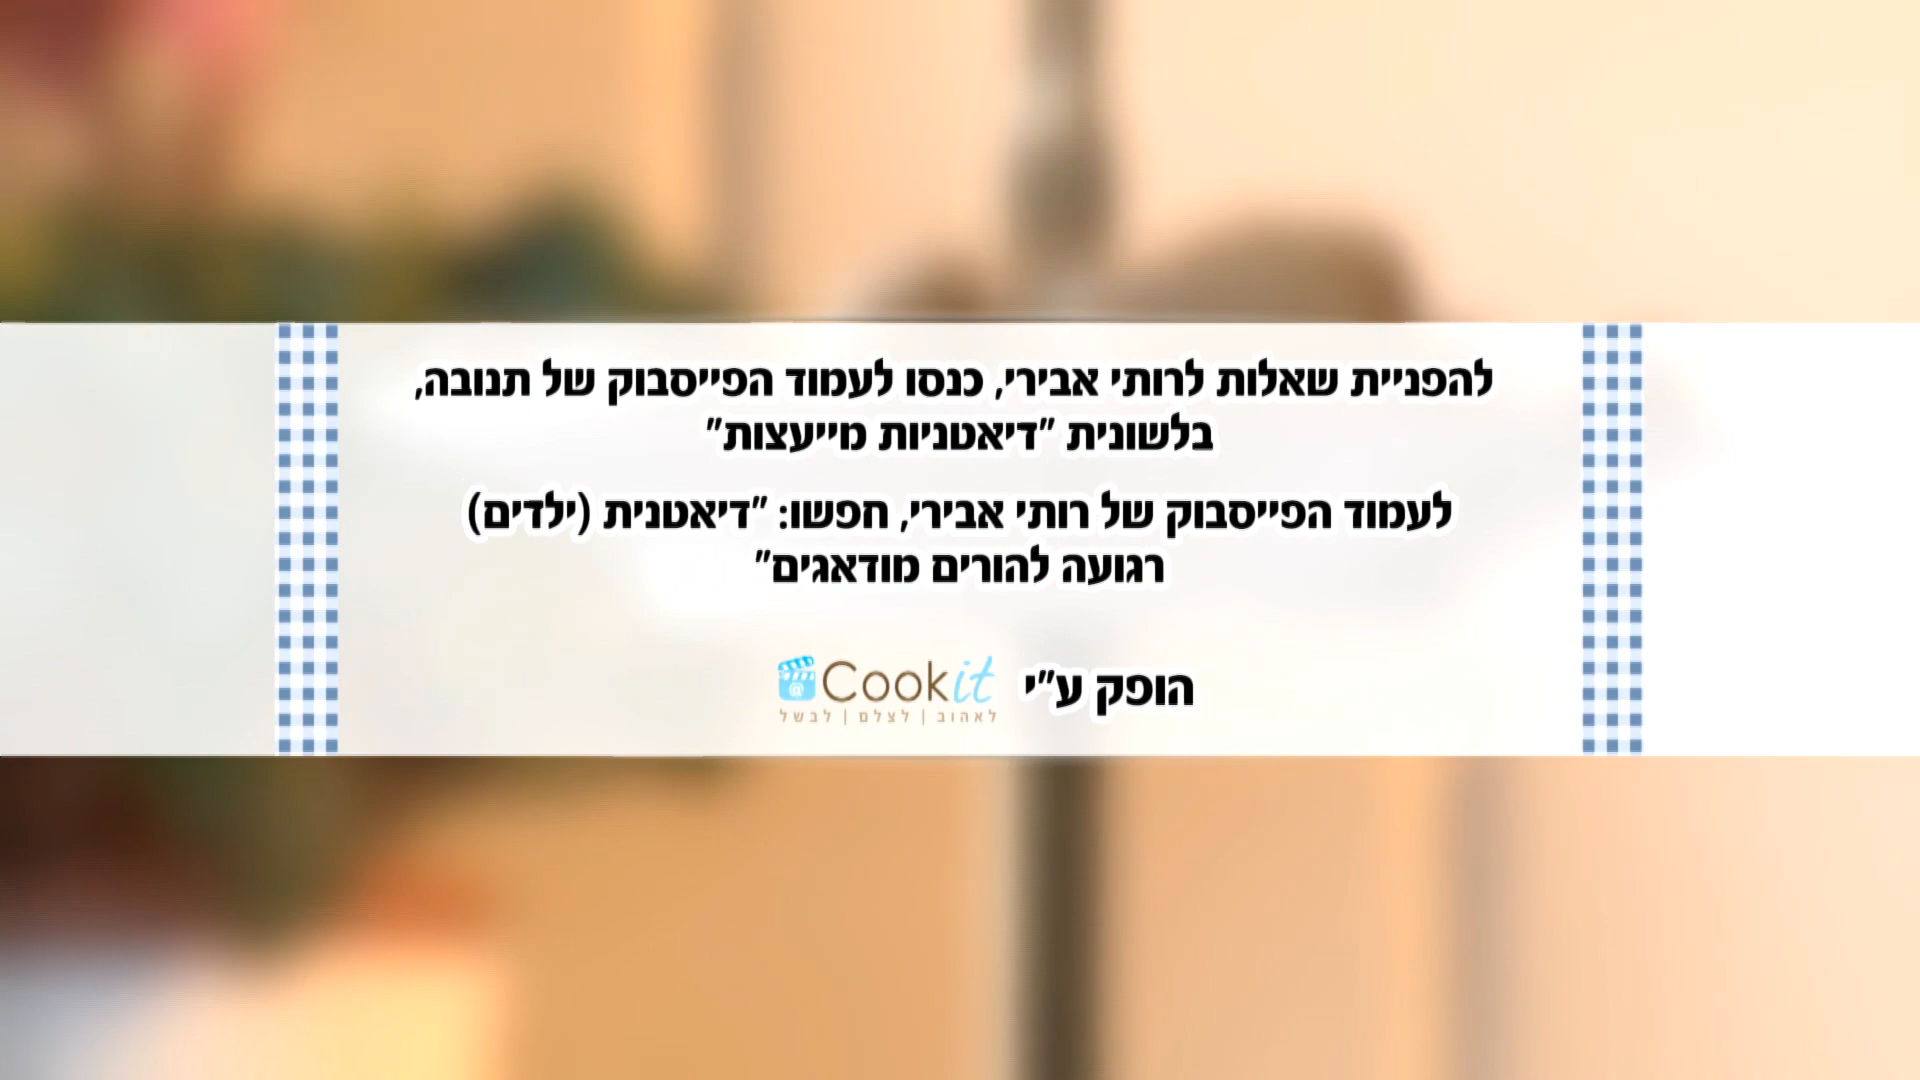 להפניית שאלות לרותי אבירי, כנסו לעמוד הפייסבוק של תנובה,
בלשונית "דיאטניות מייעצות"
לעמוד הפייסבוק של רותי אבירי, חפשו: "דיאטנית (ילדים)
רגועה להורים מודאגים"
הופק ע"י Cookit
לאהוב | לצלם | לבשל